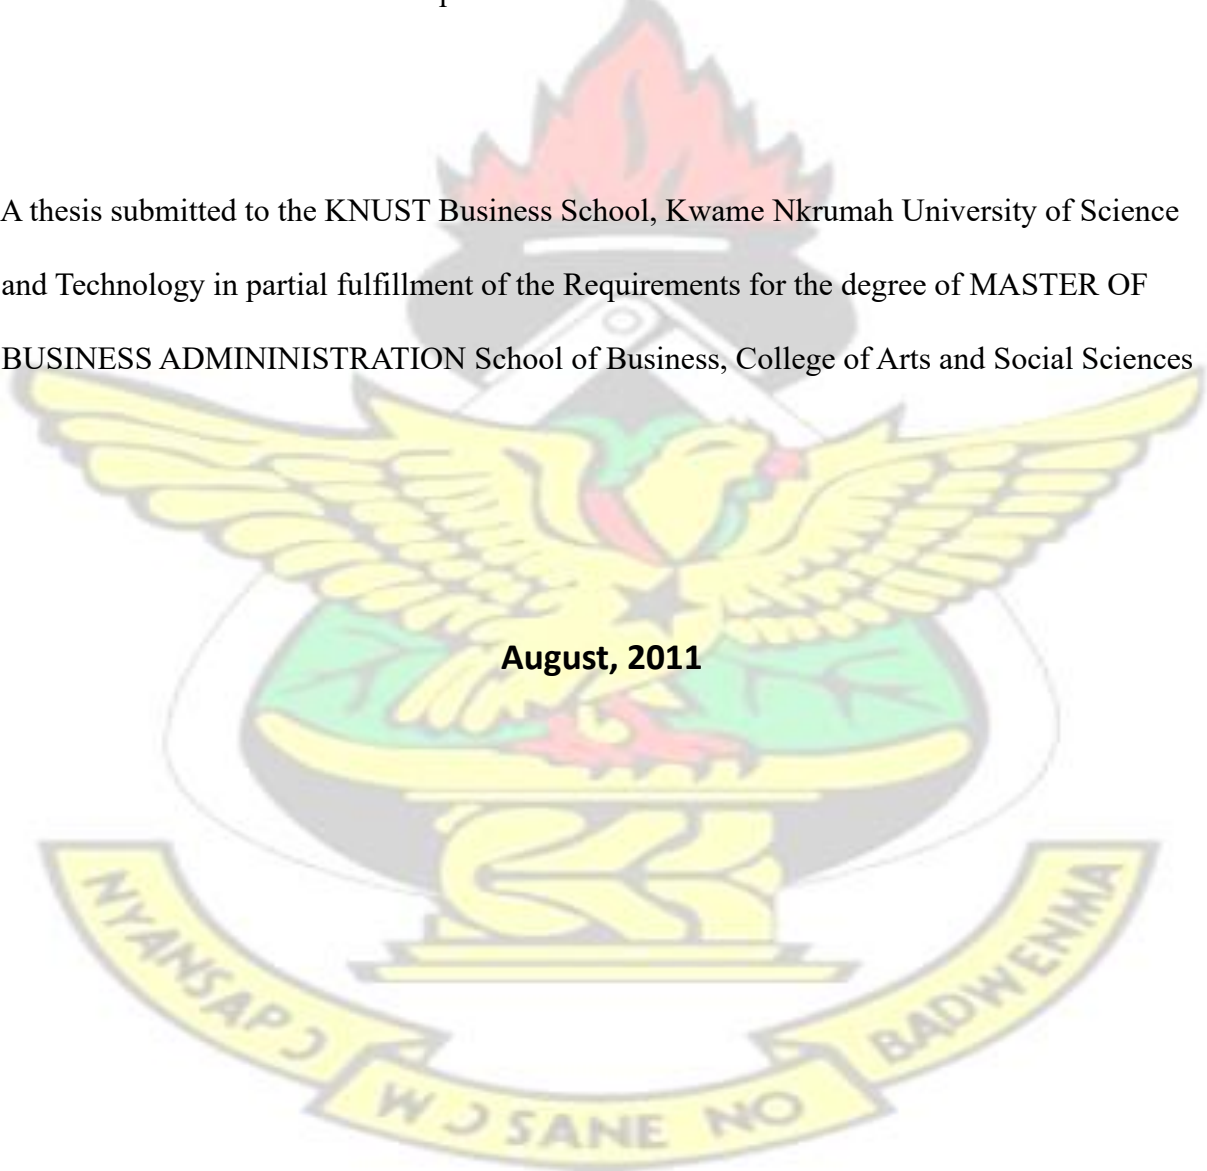 A thesis submitted to the KNUST Business School, Kwame Nkrumah University of Science
and Technology in partial fulfillment of the Requirements for the degree of MASTER OF
BUSINESS ADMININISTRATION School of Business, College of Arts and Social Sciences
August, 2011
NYANSAPƆ
WƆSANE NO
BADWENMA